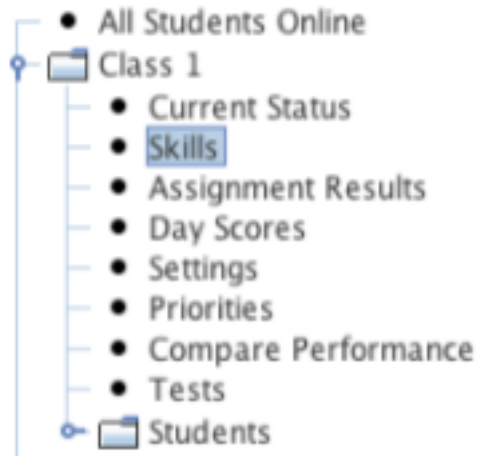 All Students Online
Class 1
Current Status
Skills
Assignment Results
Day Scores
Settings
Priorities
Compare Performance
Tests
Students